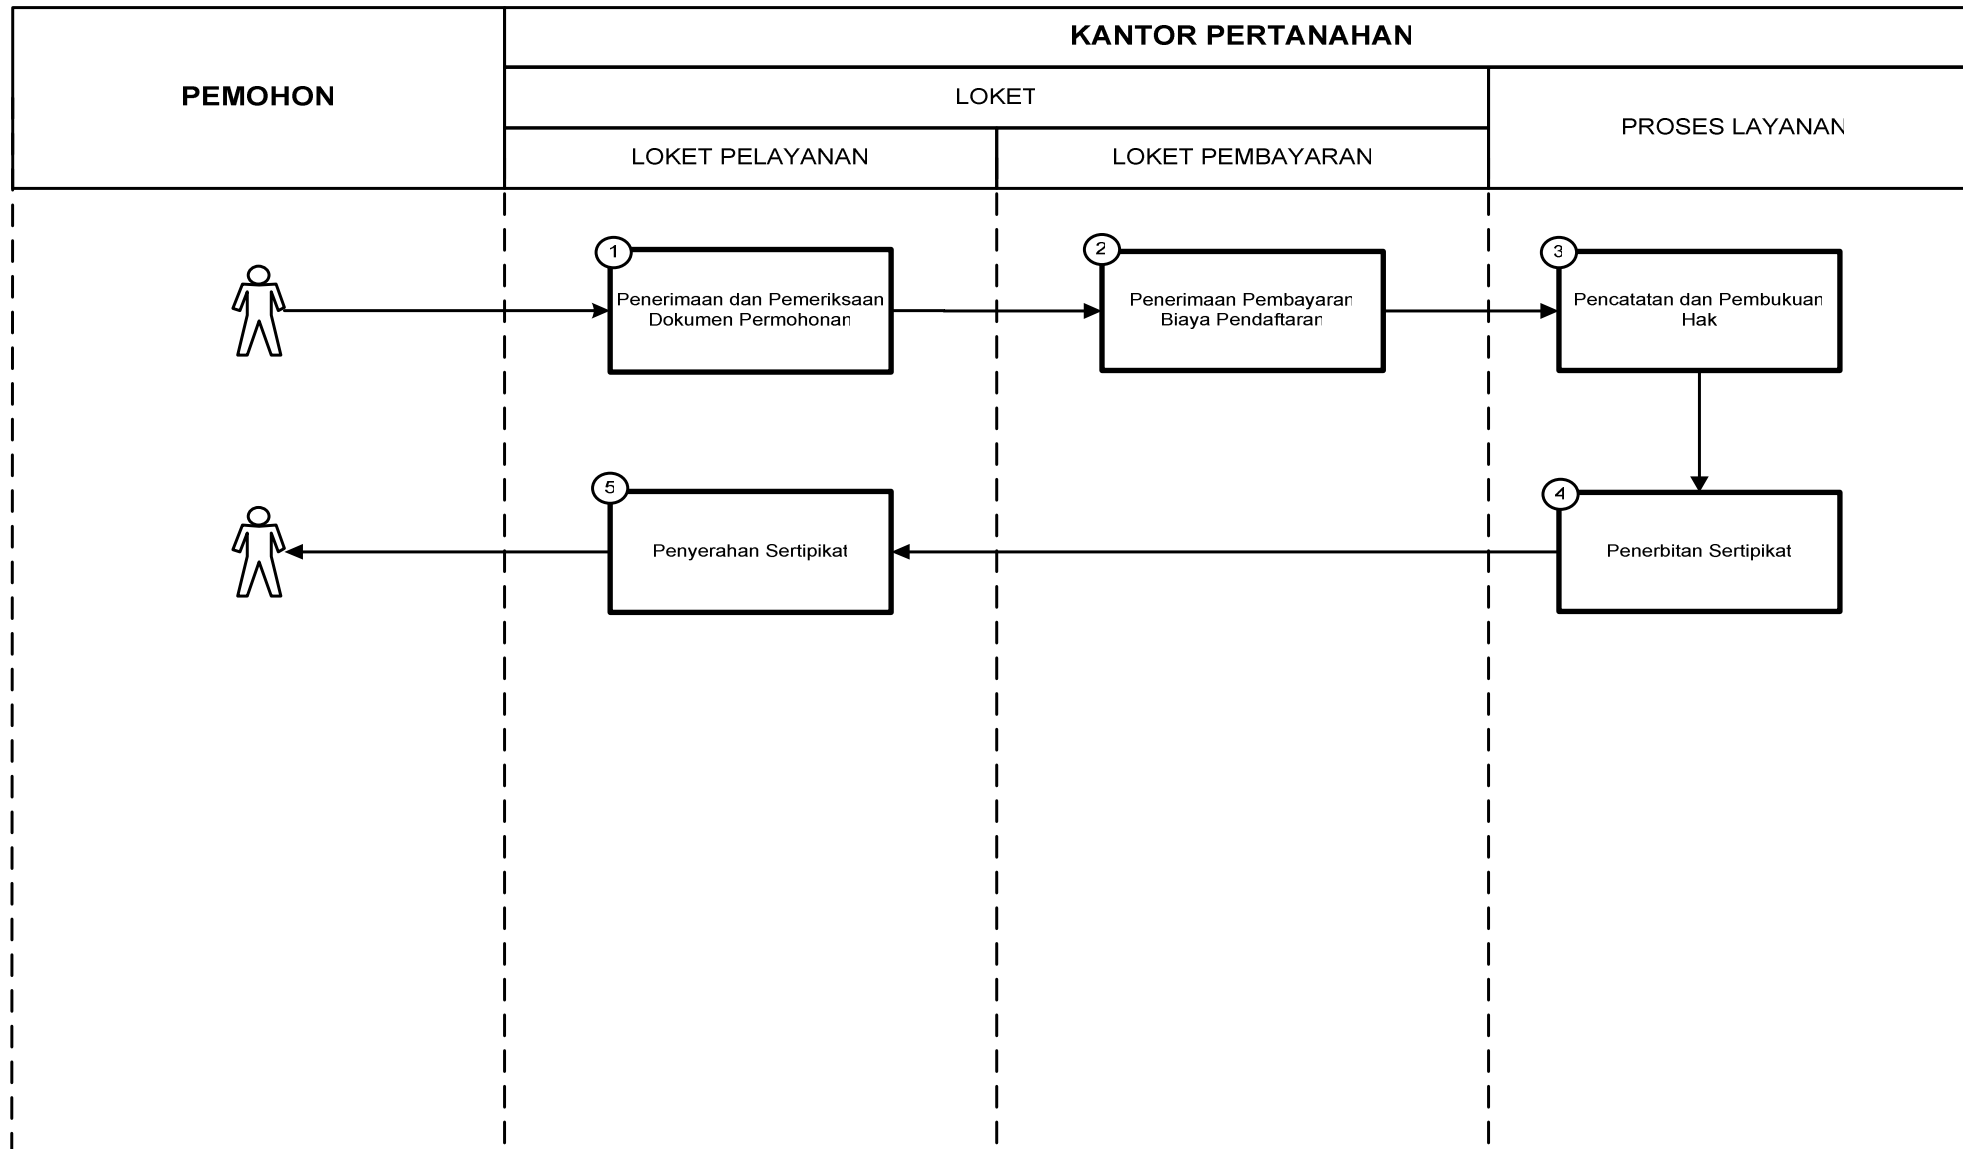 PEMOHON
KANTOR PERTANAHAN
LOKET
PROSES LAYANAN
LOKET PELAYANAN
LOKET PEMBAYARAN
1
Penerimaan dan Pemeriksaan
Dokumen Permohonan
2
Penerimaan Pembayaran
Biaya Pendaftaran
3
Pencatatan dan Pembukuan
Hak
4
Penerbitan Sertipikat
5
Penyerahan Sertipikat